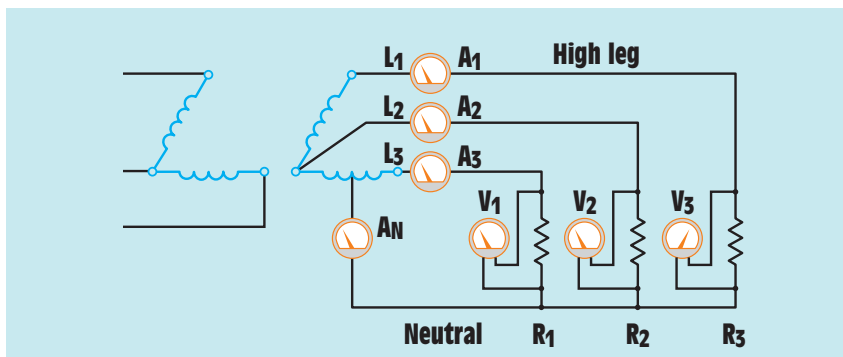 L1 A1 High leg
L2 A2
L3 A3
V1 V2 V3
AN
Neutral R1 R2 R3